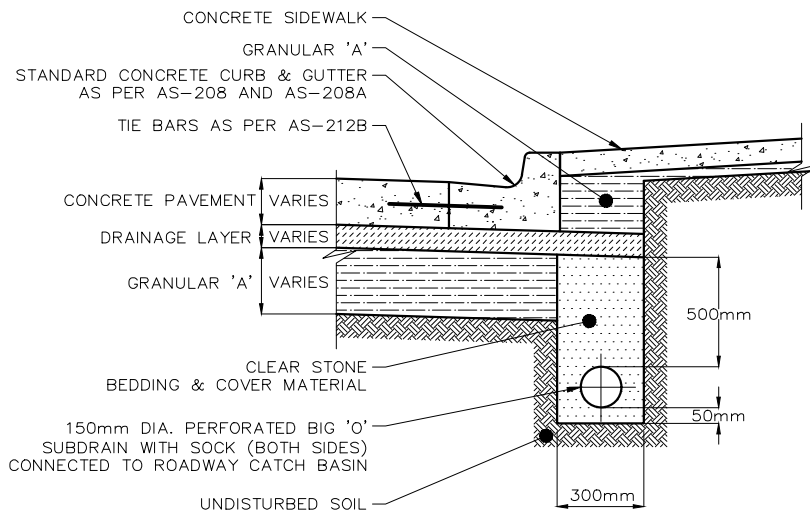 CONCRETE SIDEWALK
GRANULAR 'A'
STANDARD CONCRETE CURB & GUTTER
AS PER AS-208 AND AS-208A
TIE BARS AS PER AS-212B
CONCRETE PAVEMENT VARIES
DRAINAGE LAYER VARIES
GRANULAR 'A' VARIES
500mm
CLEAR STONE
BEDDING & COVER MATERIAL
50mm
150mm DIA. PERFORATED BIG 'O'
SUBDRAIN WITH SOCK (BOTH SIDES)
CONNECTED TO ROADWAY CATCH BASIN
UNDISTURBED SOIL
300mm